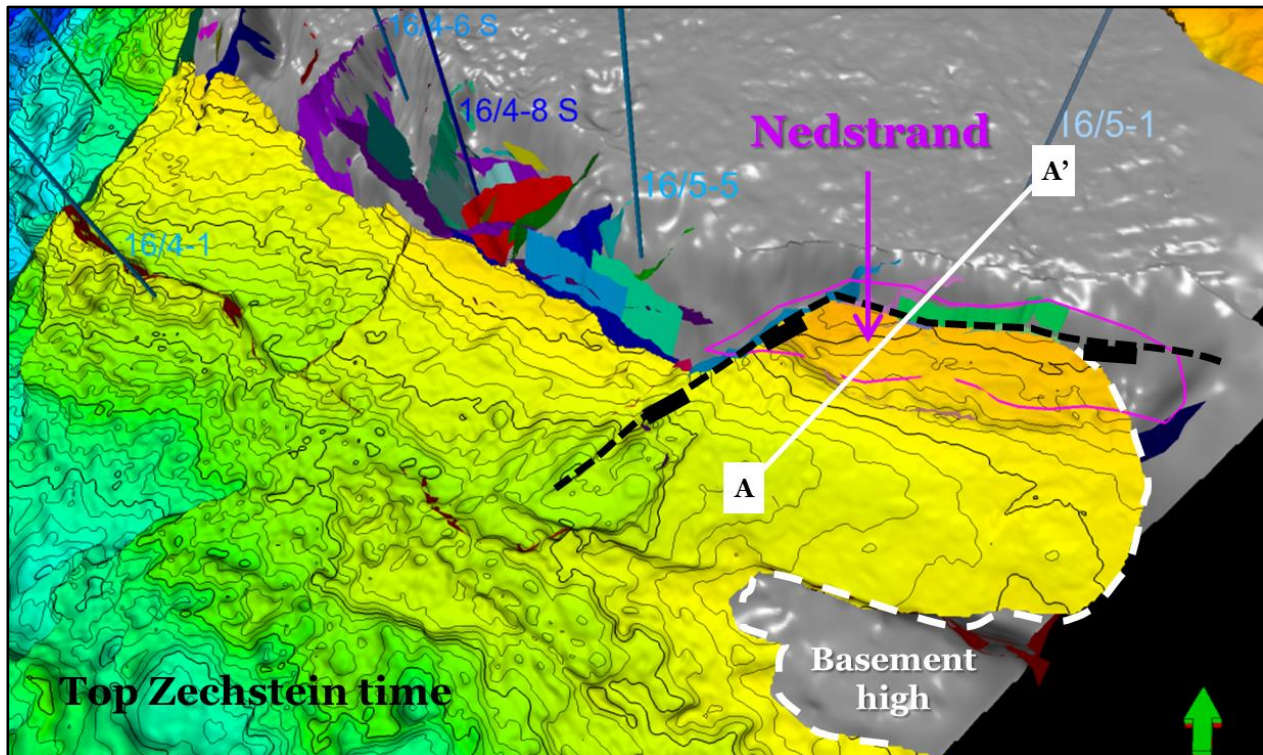 16/4-6 S
16/4-8 S
Nedstrand
16/5-1
A’
16/5-5
16/4-1
A
Basement
high
Top Zechstein time